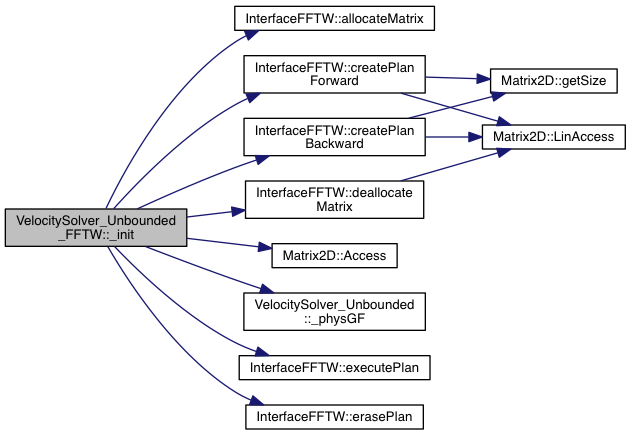 InterfaceFFTW::allocateMatrix
InterfaceFFTW::createPlan
Forward
Matrix2D::getSize
InterfaceFFTW::createPlan
Backward
Matrix2D::LinAccess
InterfaceFFTW::deallocate
Matrix
VelocitySolver_Unbounded
_FFTW::_init
Matrix2D::Access
VelocitySolver_Unbounded
::_physGF
InterfaceFFTW::executePlan
InterfaceFFTW::erasePlan